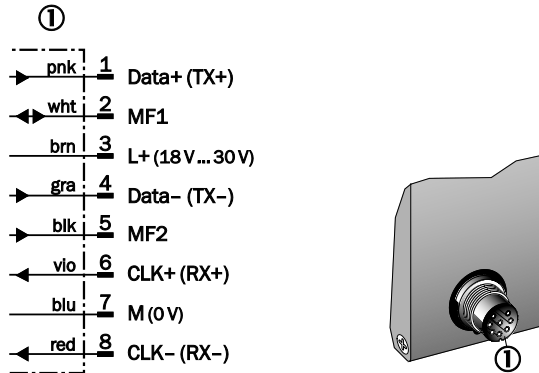 ①
pnk 1 Data+ (TX+)
wht 2 MF1
brn 3 L+ (18 V ... 30 V)
gra 4 Data– (TX–)
blk 5 MF2
vio 6 CLK+ (RX+)
blu 7 M (0 V)
red 8 CLK– (RX–)
①